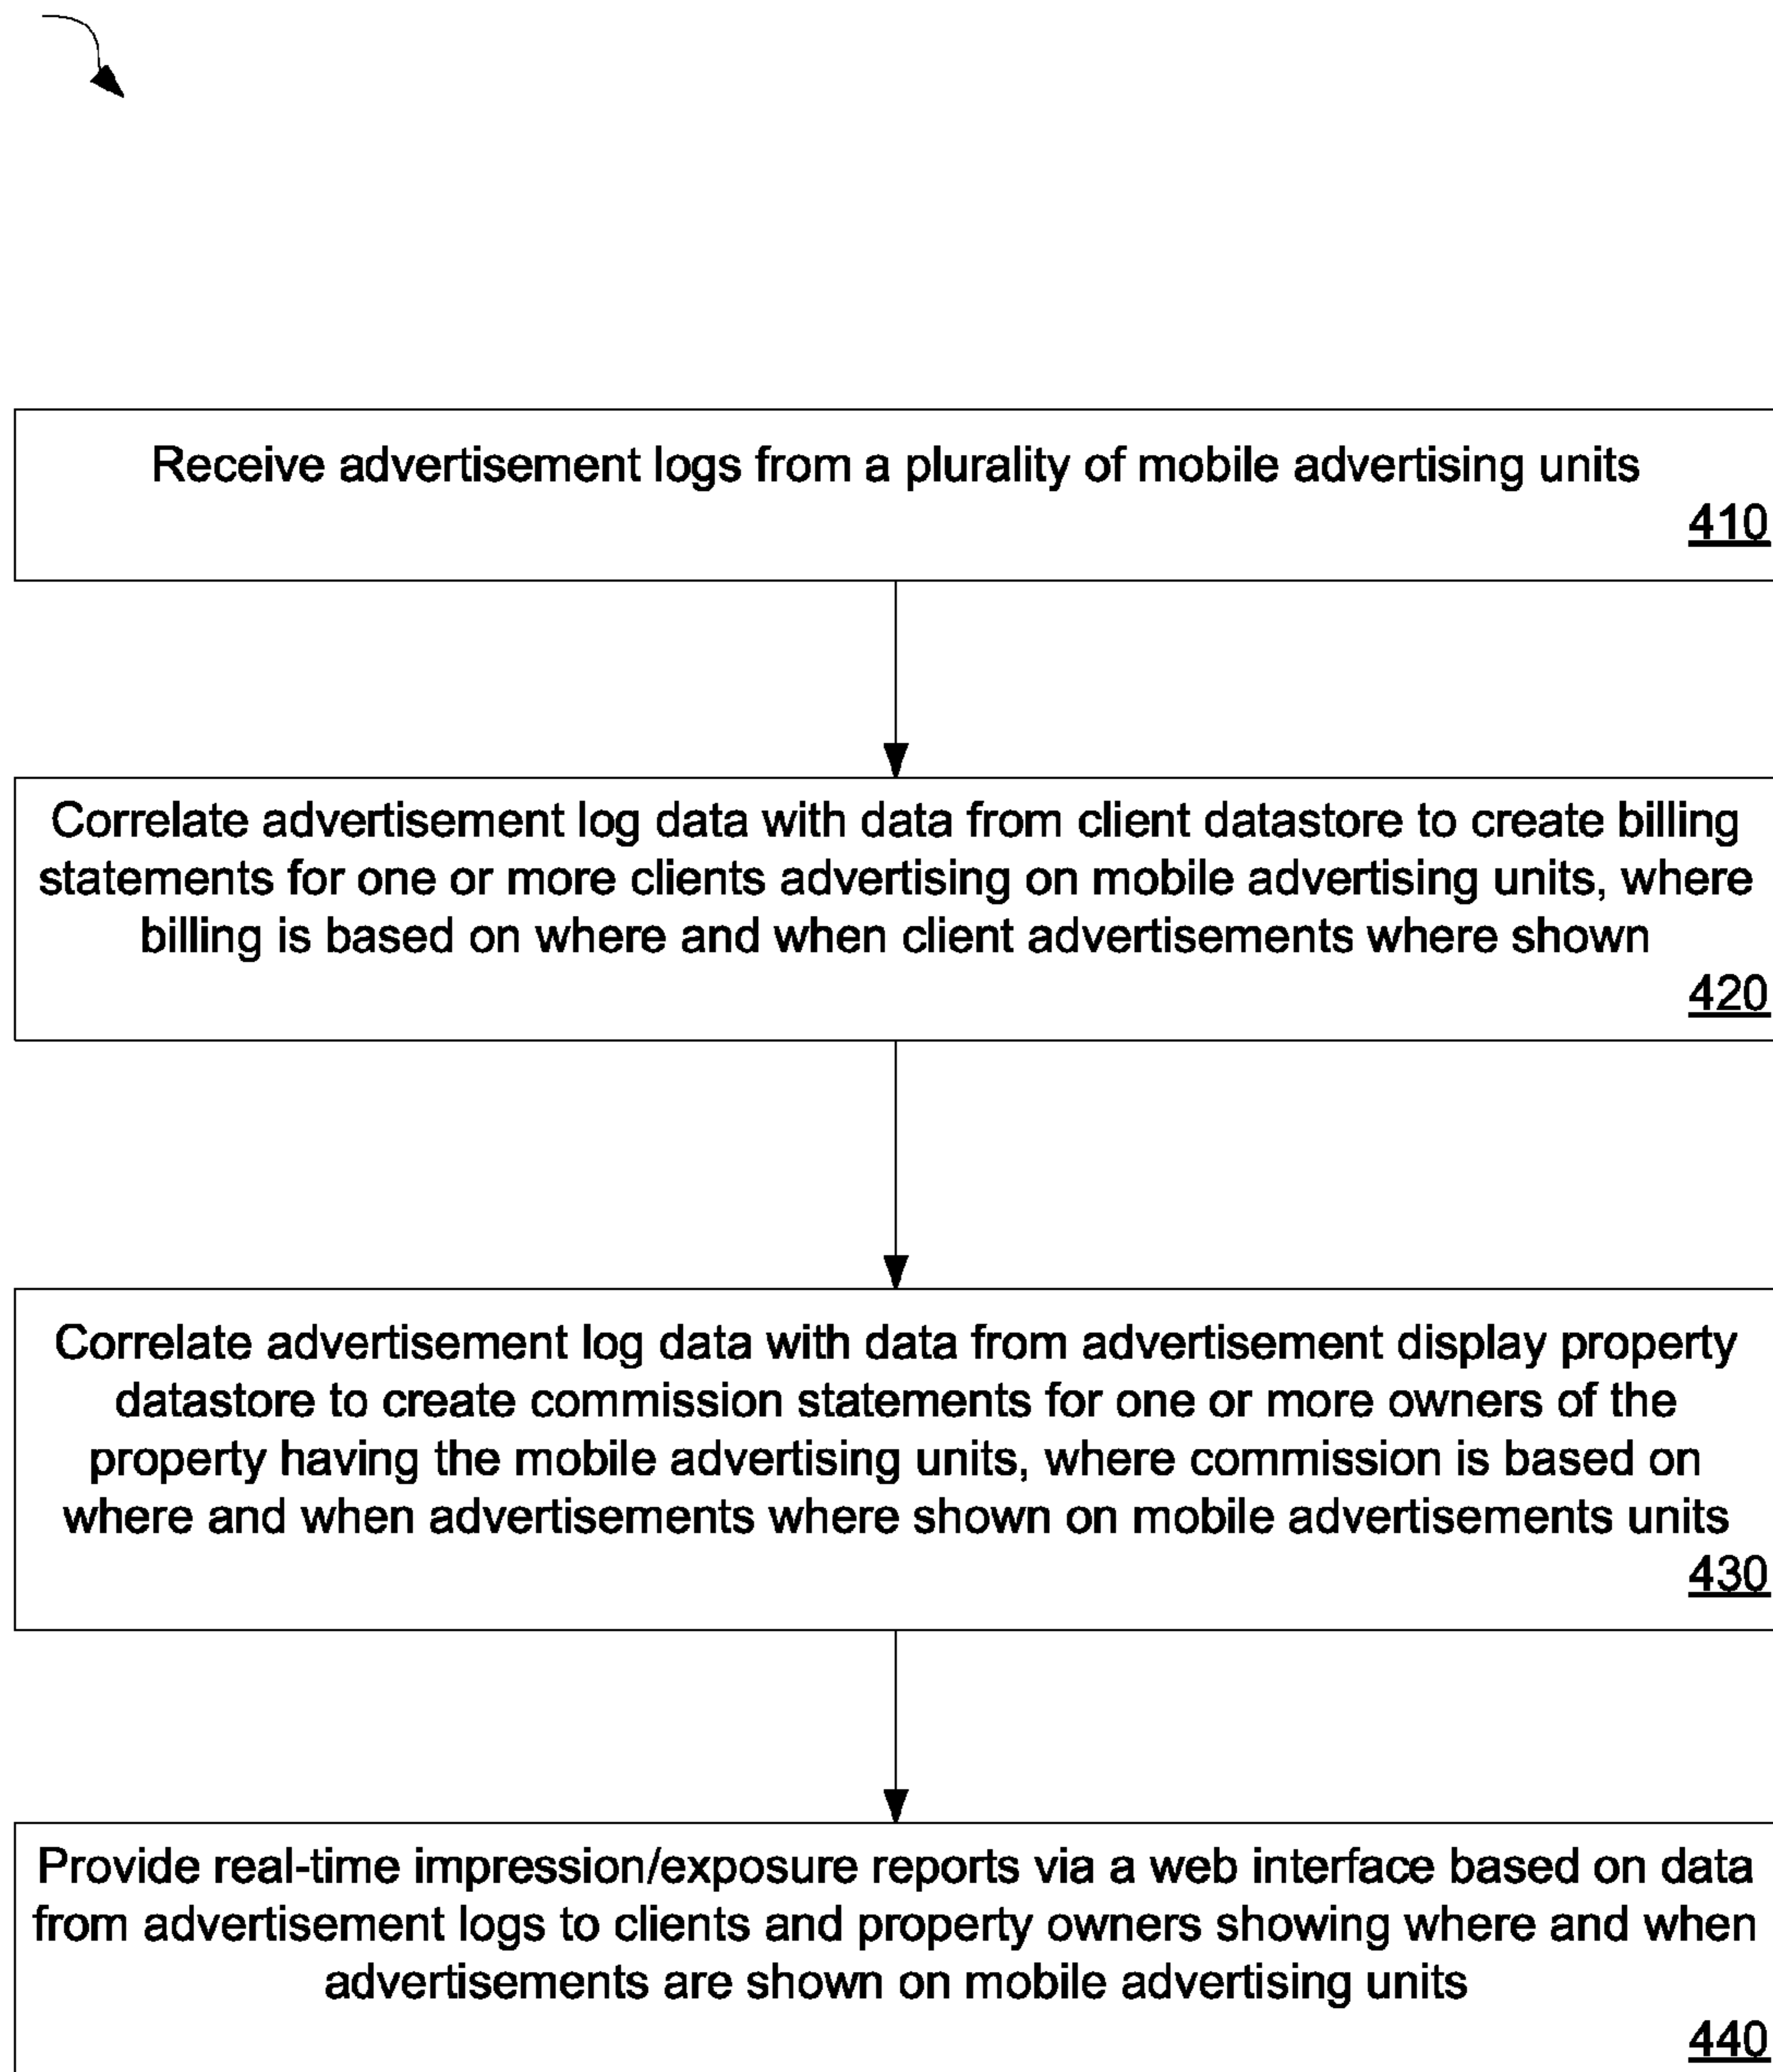 Receive advertisement logs from a plurality of mobile advertising units
410
Correlate advertisement log data with data from client datastore to create billing
statements for one or more clients advertising on mobile advertising units, where
billing is based on where and when client advertisements where shown
420
Correlate advertisement log data with data from advertisement display property
datastore to create commission statements for one or more owners of the
property having the mobile advertising units, where commission is based on
where and when advertisements where shown on mobile advertisements units
430
Provide real-time impression/exposure reports via a web interface based on data
from advertisement logs to clients and property owners showing where and when
advertisements are shown on mobile advertising units
440